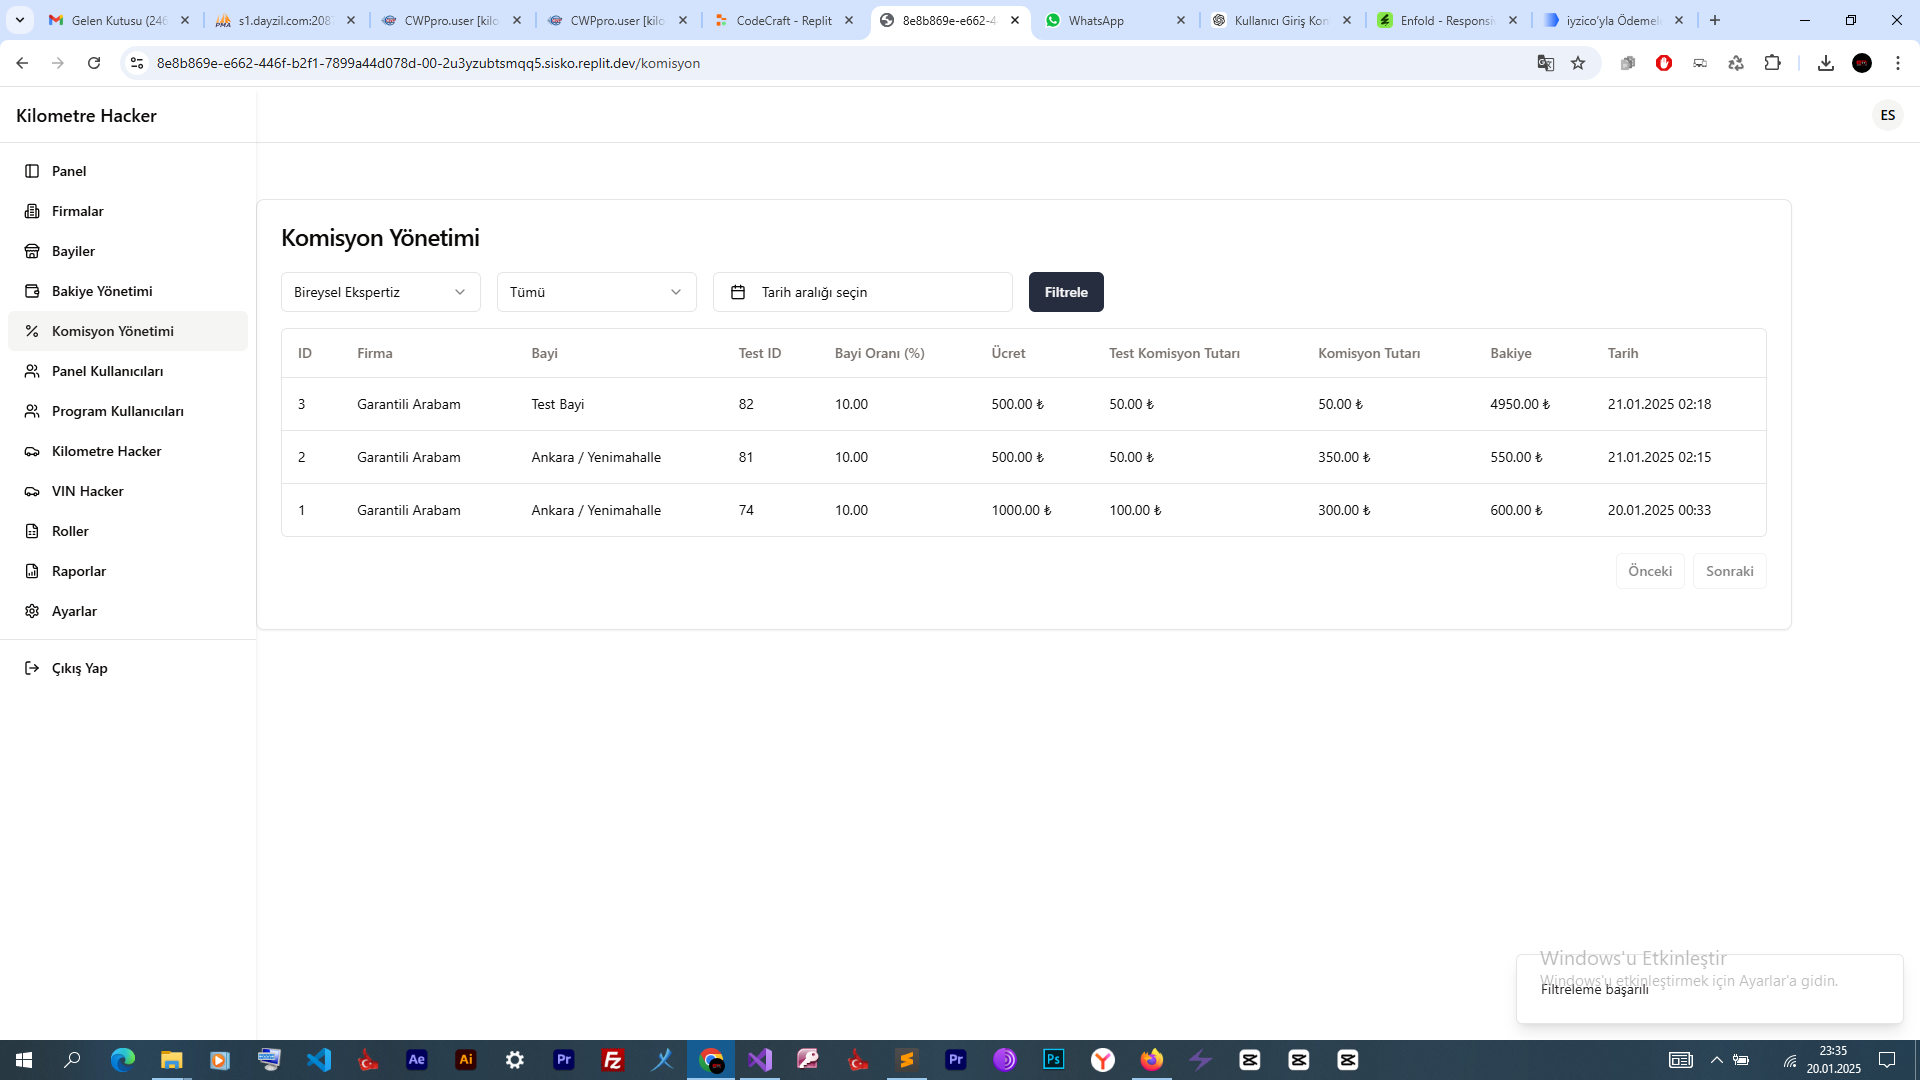 Gelen Kutusu (246
s1.dayzil.com:208
CWPpro.user [kilo
CWPpro.user [kilo
CodeCraft - Replit
8e8b869e-e662-4
WhatsApp
Kullanıcı Giriş Kon
Enfold - Responsi
iyzico'yla Ödemel
8e8b869e-e662-446f-b2f1-7899a44d078d-00-2u3yzubtsmqq5.sisko.replit.dev/komisyon
Kilometre Hacker
ES
Panel
Firmalar
Bayiler
Bakiye Yönetimi
Komisyon Yönetimi
Panel Kullanıcıları
Program Kullanıcıları
Kilometre Hacker
VIN Hacker
Roller
Raporlar
Ayarlar
Çıkış Yap
Komisyon Yönetimi
Bireysel Ekspertiz
Tümü
Tarih aralığı seçin
Filtrele
ID Firma Bayi Test ID Bayi Oranı (%) Ücret Test Komisyon Tutarı Komisyon Tutarı Bakiye Tarih
3 Garantili Arabam Test Bayi 82 10.00 500.00 ₺ 50.00 ₺ 50.00 ₺ 4950.00 ₺ 21.01.2025 02:18
2 Garantili Arabam Ankara / Yenimahalle 81 10.00 500.00 ₺ 50.00 ₺ 350.00 ₺ 550.00 ₺ 21.01.2025 02:15
1 Garantili Arabam Ankara / Yenimahalle 74 10.00 1000.00 ₺ 100.00 ₺ 300.00 ₺ 600.00 ₺ 20.01.2025 00:33
Önceki
Sonraki
Windows'u Etkinleştir
Windows'u etkinleştirmek için Ayarlar'a gidin.
Filtreleme başarılı
Ae
Ai
Pr
Fz
Pr
Ps
23:35
20.01.2025